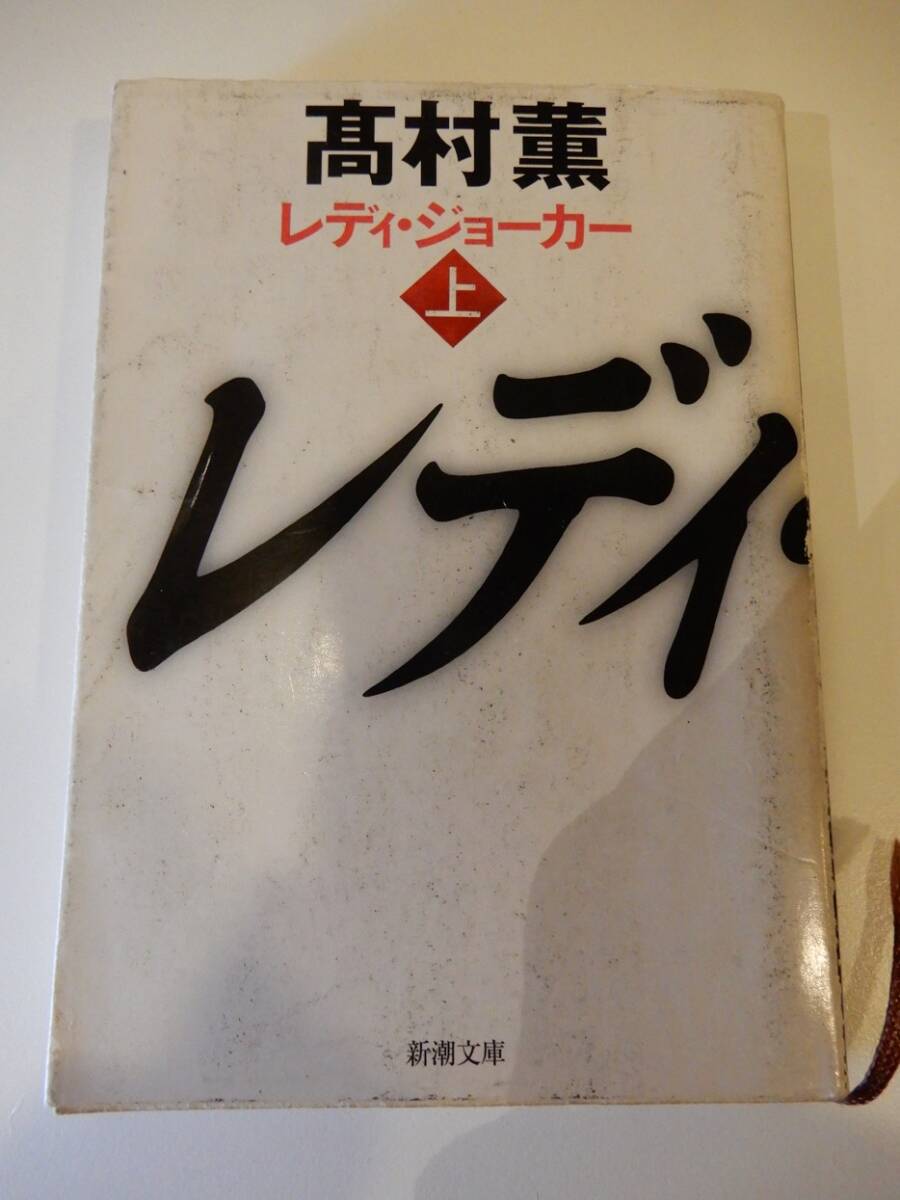 髙村薫
レディ・ジョーカー
上
レディ・
新潮文庫